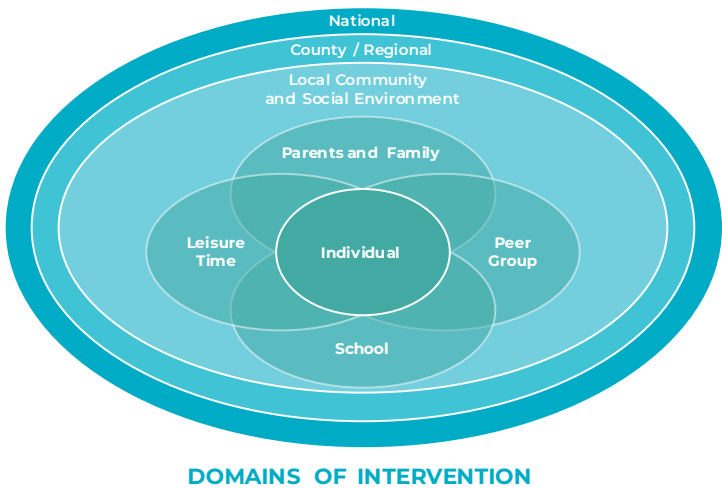 National
County / Regional
Local Community
and Social Environment
Parents and Family
Leisure
Time
Individual
Peer
Group
School
DOMAINS OF INTERVENTION